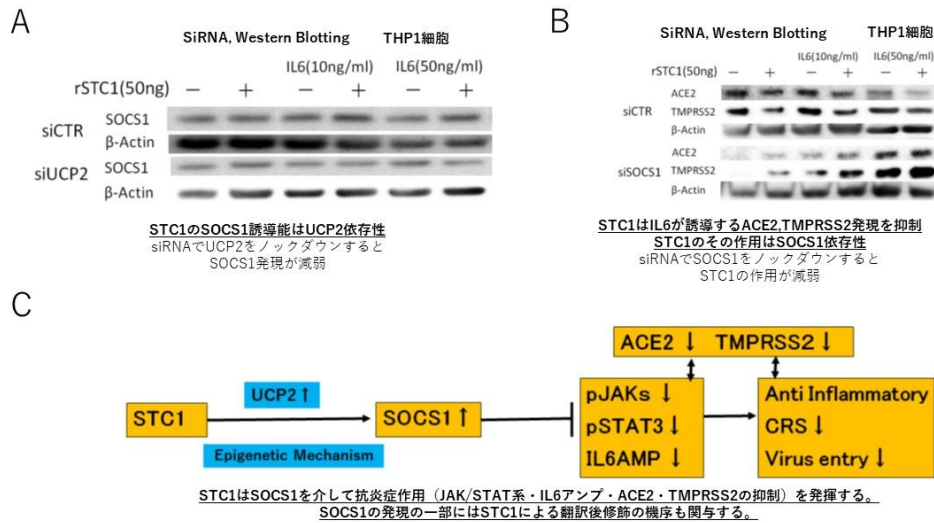 A
SiRNA, Western Blotting THP1細胞
IL6(10ng/ml) IL6(50ng/ml)
rSTC1(50ng) − + − + − +
siCTR
SOCS1
β-Actin
siUCP2
SOCS1
β-Actin
STC1のSOCS1誘導能はUCP2依存性
siRNAでUCP2をノックダウンすると
SOCS1発現が減弱
B
SiRNA, Western Blotting THP1細胞
IL6(10ng/ml) IL6(50ng/ml)
rSTC1(50ng) − + − + − +
siCTR
ACE2
TMPRSS2
β-Actin
siSOCS1
ACE2
TMPRSS2
β-Actin
STC1はIL6が誘導するACE2,TMPRSS2発現を抑制
STC1のその作用はSOCS1依存性
siRNAでSOCS1をノックダウンすると
STC1の作用が減弱
C
ACE2 ↓ TMPRSS2 ↓
STC1
UCP2↑
Epigenetic Mechanism
SOCS1↑
pJAKs ↓
pSTAT3↓
IL6AMP ↓
Anti Inflammatory
CRS↓
Virus entry↓
STC1はSOCS1を介して抗炎症作用（JAK/STAT系・IL6アンプ・ACE2・TMPRSS2の抑制）を発揮する。
SOCS1の発現の一部にはSTC1による翻訳後修飾の機序も関与する。